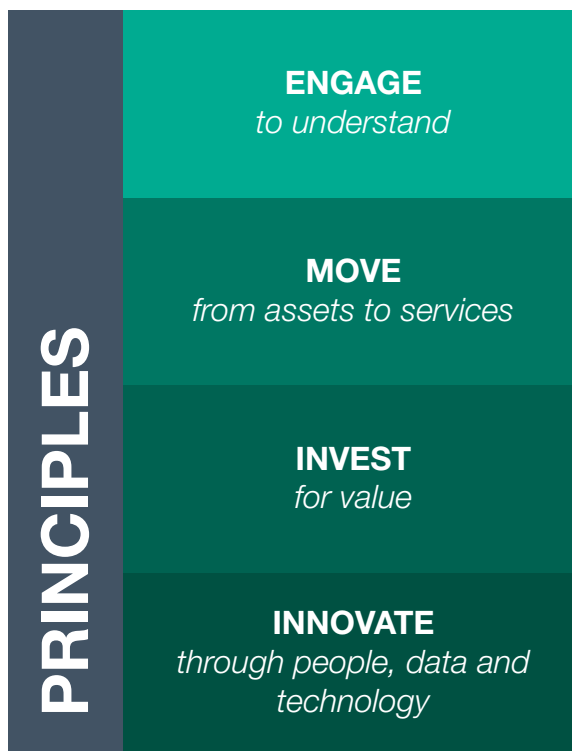 PRINCIPLES
ENGAGE
to understand
MOVE
from assets to services
INVEST
for value
INNOVATE
through people, data and
technology